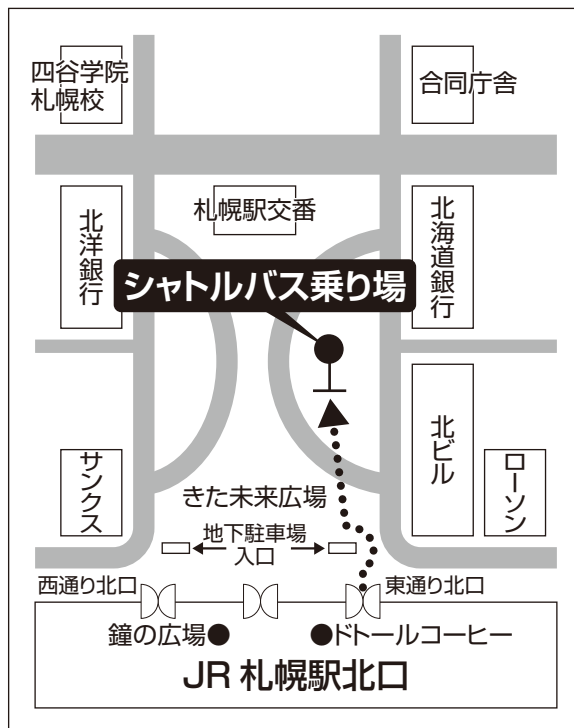 四谷学院
札幌校
合同庁舎
札幌駅交番
北洋銀行
北海道銀行
シャトルバス乗り場
サンクス
北ビル
ローソン
きた未来広場
地下駐車場
入口
西通り北口
東通り北口
鐘の広場●
●ドトールコーヒー
JR 札幌駅北口